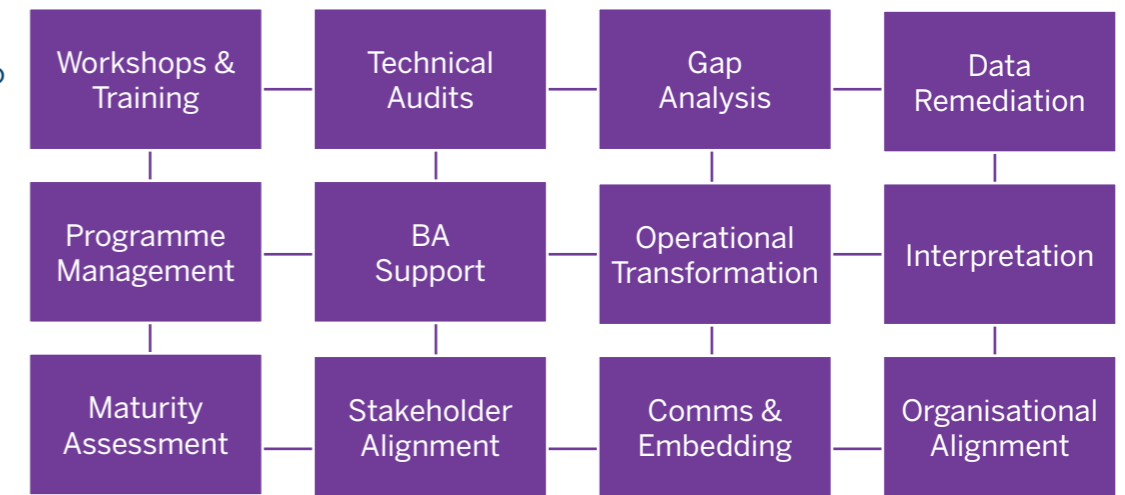 Workshops &
Training
Technical
Audits
Gap
Analysis
Data
Remediation
Programme
Management
BA
Support
Operational
Transformation
Interpretation
Maturity
Assessment
Stakeholder
Alignment
Comms &
Embedding
Organisational
Alignment